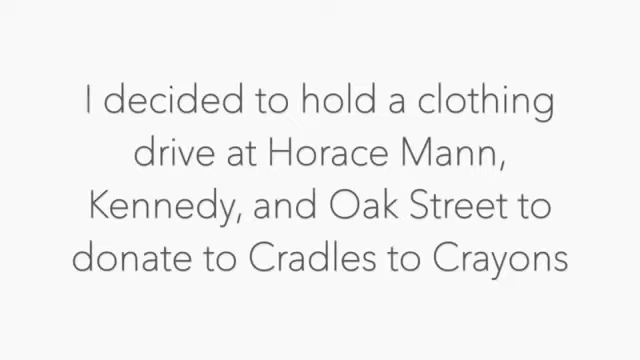 I decided to hold a clothing
drive at Horace Mann,
Kennedy, and Oak Street to
donate to Cradles to Crayons